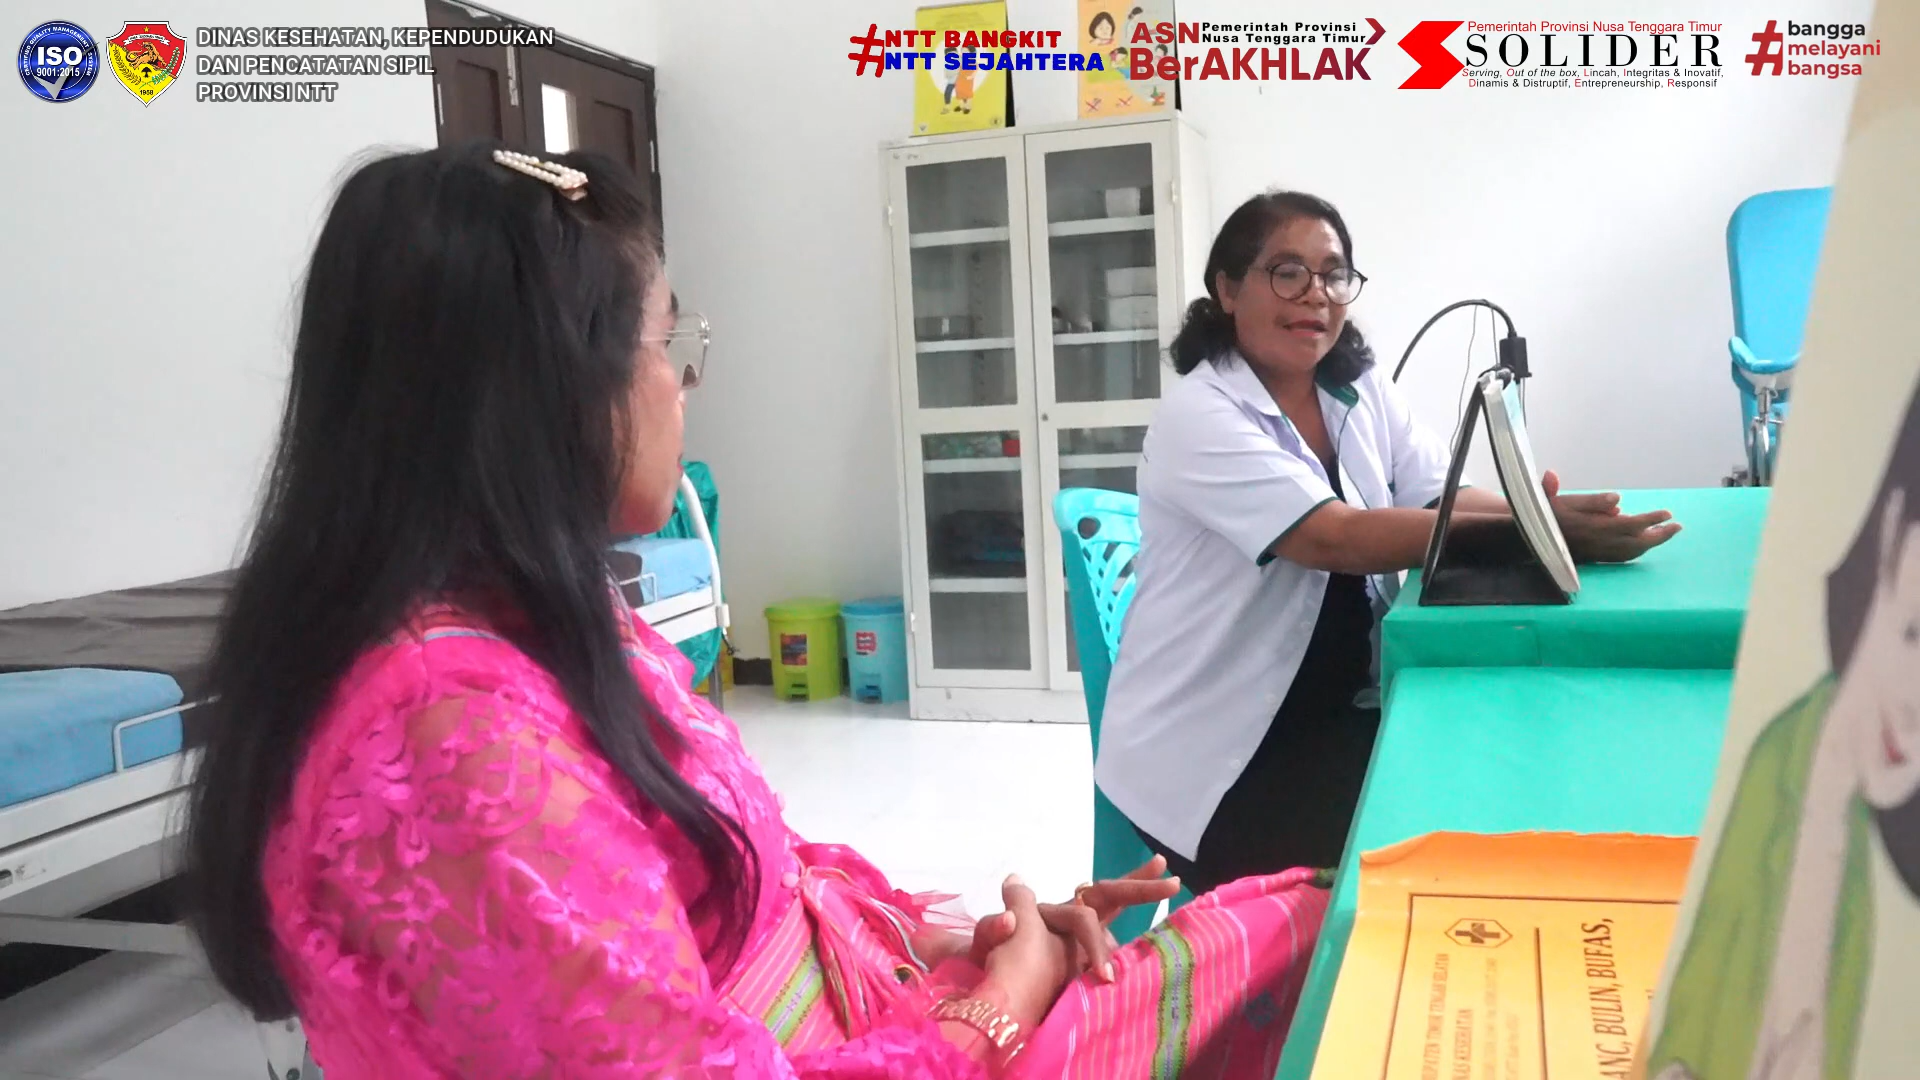 ISO
9001:2015
DINAS KESEHATAN, KEPENDUDUKAN
DAN PENCATATAN SIPIL
PROVINSI NTT
#NTT BANGKIT
#NTT SEJAHTERA
ASN Pemerintah Provinsi
Nusa Tenggara Timur
BerAKHLAK
Pemerintah Provinsi Nusa Tenggara Timur
SOLIDER
Serving, Out of the box, Lincah, Integritas & Inovatif,
Dinamis & Distruptif, Entrepreneurship, Responsif
#bangga
melayani
bangsa
1958
ANC, BULIN, BUFAS,